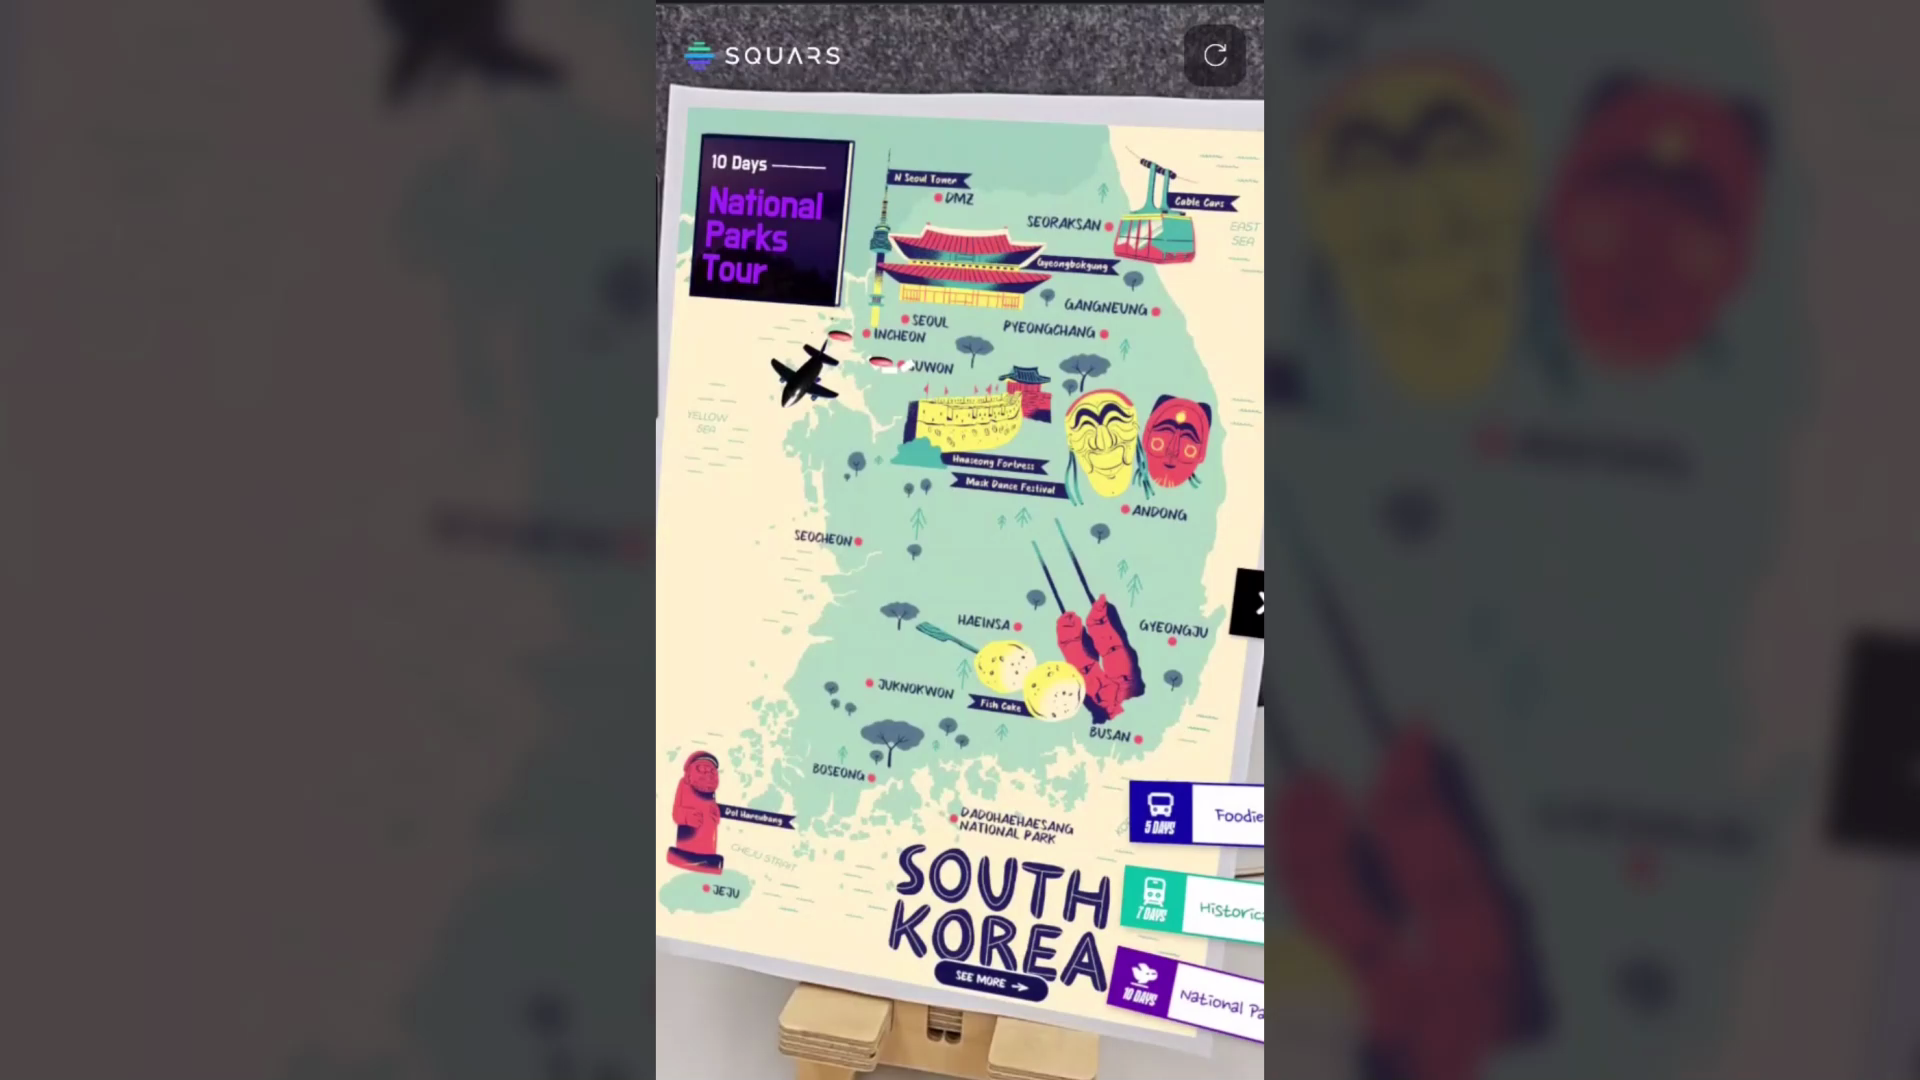 SQUARS
10 Days
National
Parks
Tour
N Seoul Tower
DMZ
SEORAKSAN
Cable Cars
EAST
SEA
Gyeongbokgung
GANGNEUNG
SEOUL
PYEONGCHANG
INCHEON
SUWON
YELLOW
SEA
Hwaseong Fortress
Mask Dance Festival
ANDONG
SEOCHEON
HAEINSA
GYEONGJU
JUKNOKWON
Fish Cake
BUSAN
BOSEONG
Dol Hareubang
DADOHAEHAESANG
NATIONAL PARK
CHEJU STRAIT
JEJU
SOUTH
KOREA
SEE MORE
5 DAYS
Foodie
7 DAYS
Historica
10 DAYS
National Pa